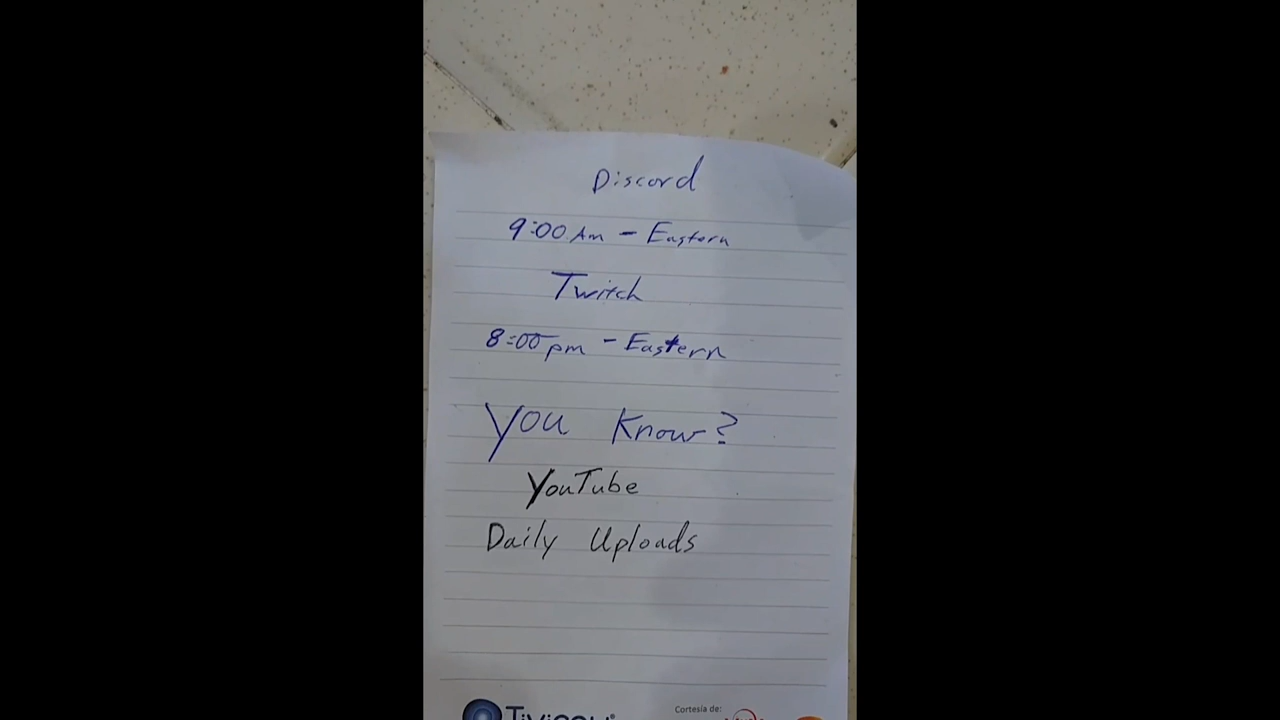 Discord
9:00 Am - Eastern
Twitch
8:00 pm - Eastern
You Know?
YouTube
Daily Uploads
Cortesía de: